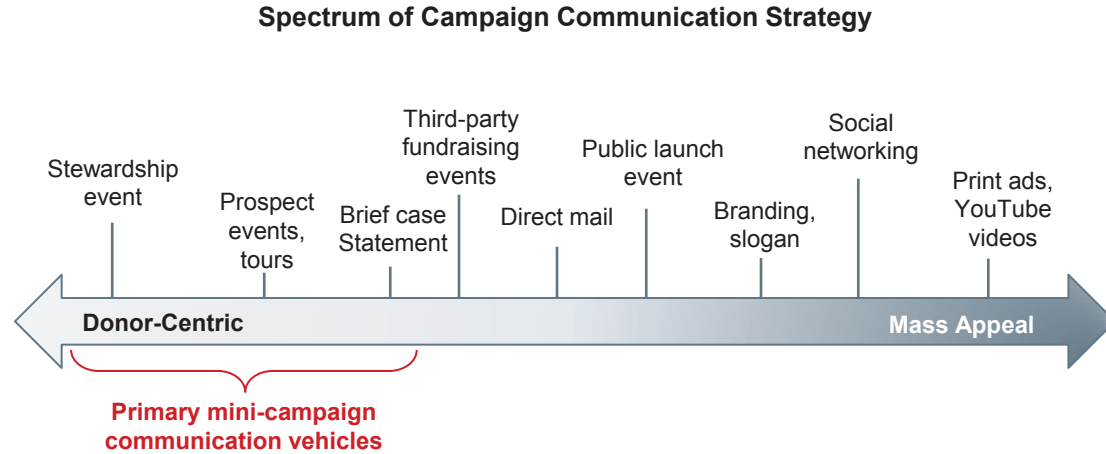 Spectrum of Campaign Communication Strategy
Stewardship
event
Prospect
events,
tours
Brief case
Statement
Third-party
fundraising
events
Direct mail
Public launch
event
Branding,
slogan
Social
networking
Print ads,
YouTube
videos
Donor-Centric
Mass Appeal
Primary mini-campaign
communication vehicles